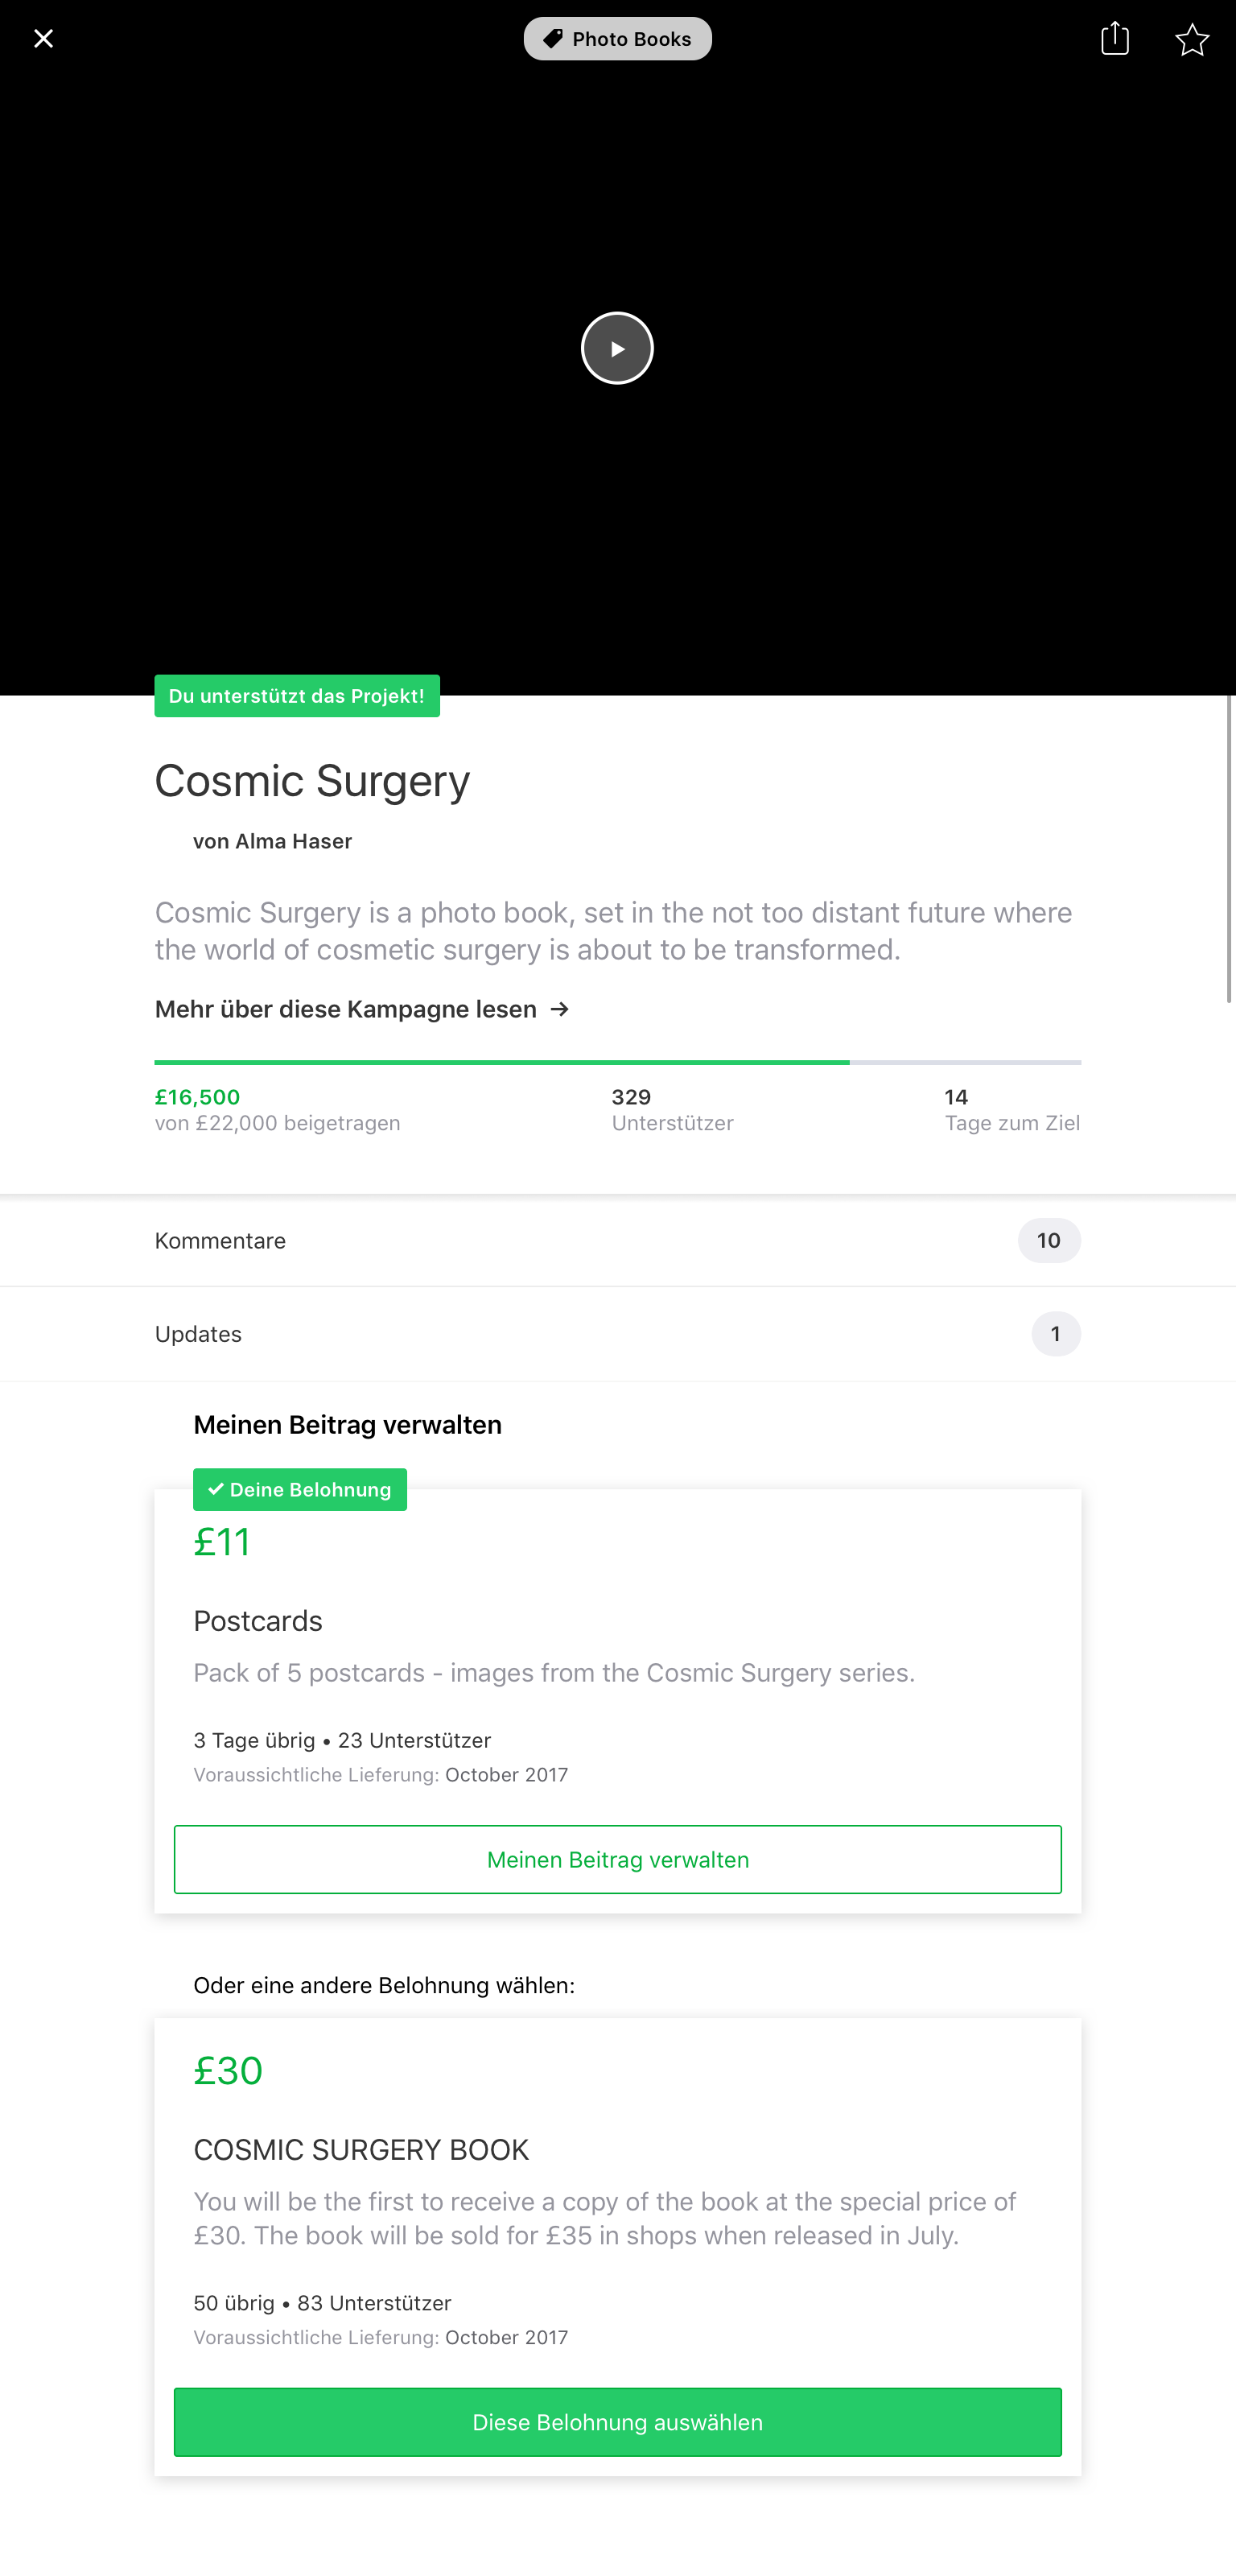 Photo Books
Du unterstützt das Projekt!
Cosmic Surgery
von Alma Haser
Cosmic Surgery is a photo book, set in the not too distant future where
the world of cosmetic surgery is about to be transformed.
Mehr über diese Kampagne lesen →
£16,500
von £22,000 beigetragen
329
Unterstützer
14
Tage zum Ziel
Kommentare
10
Updates
1
Meinen Beitrag verwalten
✓ Deine Belohnung
£11
Postcards
Pack of 5 postcards - images from the Cosmic Surgery series.
3 Tage übrig • 23 Unterstützer
Voraussichtliche Lieferung: October 2017
Meinen Beitrag verwalten
Oder eine andere Belohnung wählen:
£30
COSMIC SURGERY BOOK
You will be the first to receive a copy of the book at the special price of
£30. The book will be sold for £35 in shops when released in July.
50 übrig • 83 Unterstützer
Voraussichtliche Lieferung: October 2017
Diese Belohnung auswählen